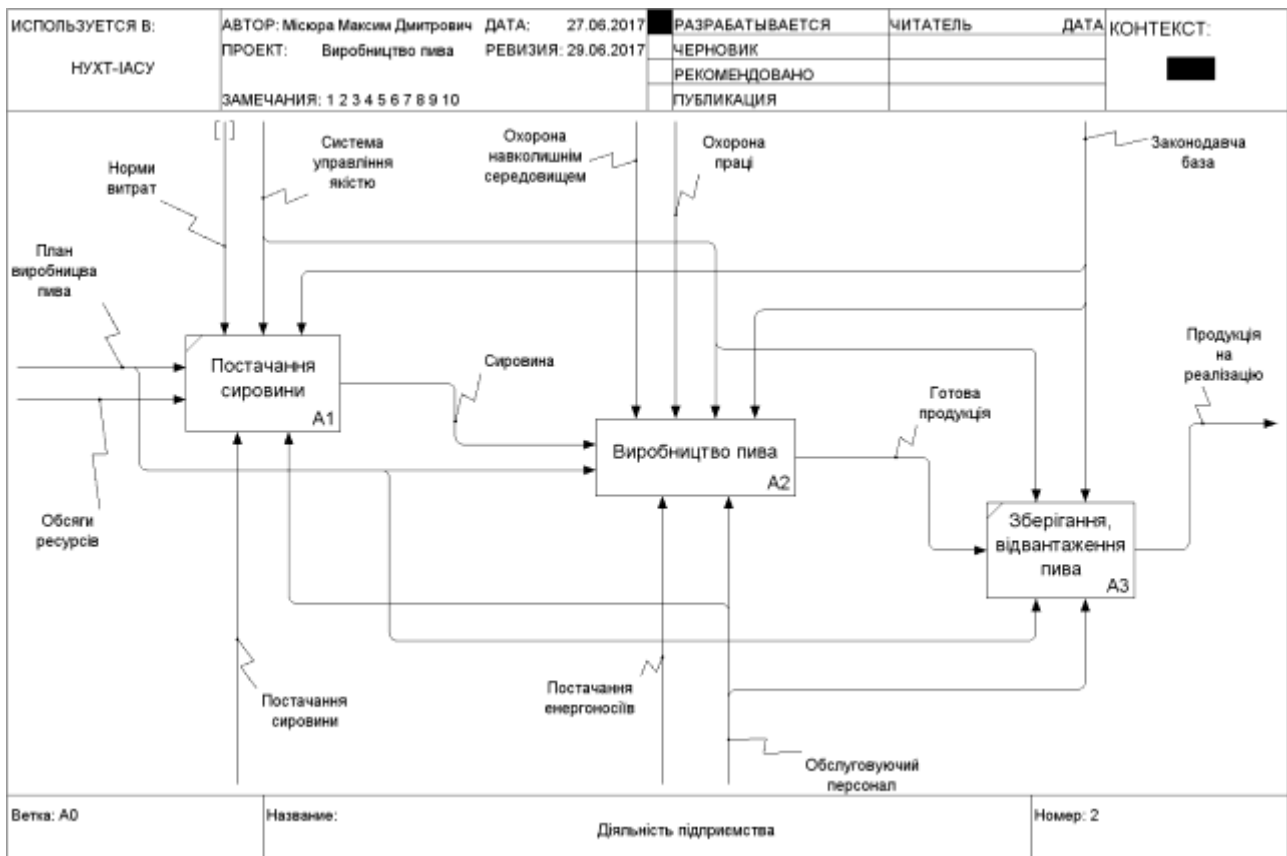 ИСПОЛЬЗУЕТСЯ В:
НУХТ-ІАСУ
АВТОР: Місюра Максим Дмитрович
ДАТА: 27.06.2017
ПРОЕКТ: Виробництво пива
РЕВИЗИЯ: 29.06.2017
ЗАМЕЧАНИЯ: 1 2 3 4 5 6 7 8 9 10
РАЗРАБАТЫВАЕТСЯ
ЧЕРНОВИК
РЕКОМЕНДОВАНО
ПУБЛИКАЦИЯ
ЧИТАТЕЛЬ
ДАТА
КОНТЕКСТ:
Норми
витрат
Система
управління
якістю
Охорона
навколишнім
середовищем
Охорона
праці
Законодавча
база
План
виробницва
пива
Постачання
сировини
A1
Сировина
Обсяги
ресурсів
Виробництво пива
A2
Готова
продукція
Продукція
на
реалізацію
Зберігання,
відвантаження
пива
A3
Постачання
сировини
Постачання
енергоносіїв
Обслуговуючий
персонал
Ветка: A0
Название:
Діяльність підприємства
Номер: 2